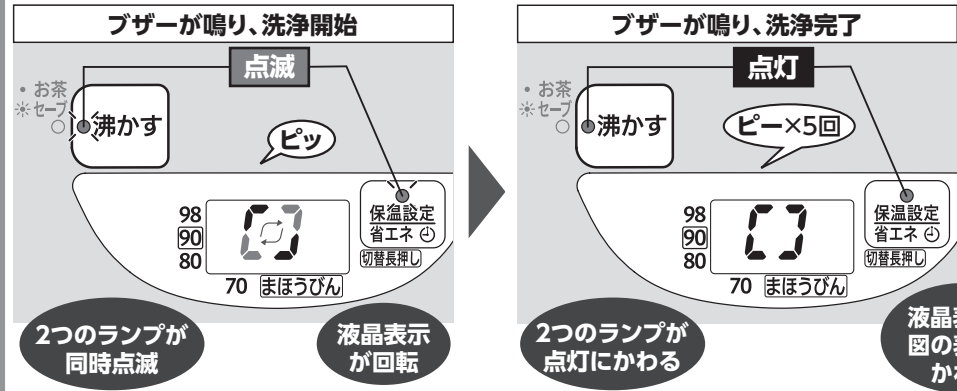 ブザーが鳴り、洗浄開始
点滅
• お茶
セーブ
沸かす
ピッ
98
90
80
70 まほうびん
保温設定
省エネ
切替長押し
2つのランプが
同時点滅
液晶表示
が回転
ブザーが鳴り、洗浄完了
点灯
• お茶
セーブ
沸かす
ピー×5回
98
90
80
70 まほうびん
保温設定
省エネ
切替長押し
2つのランプが
点灯にかわる
液晶
図の
か